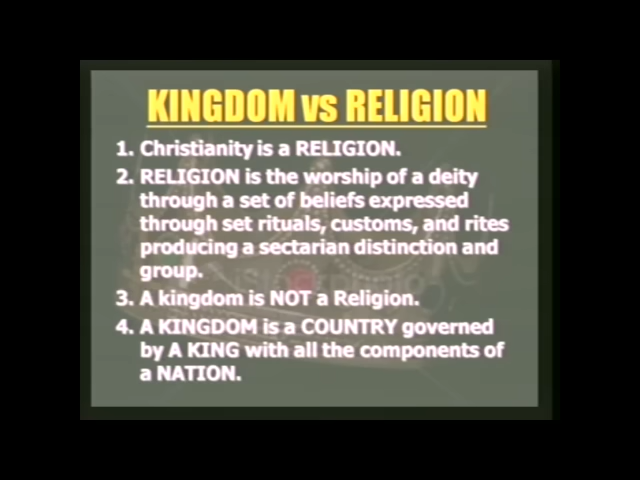 KINGDOM vs RELIGION
1. Christianity is a RELIGION.
2. RELIGION is the worship of a deity
through a set of beliefs expressed
through set rituals, customs, and rites
producing a sectarian distinction and
group.
3. A kingdom is NOT a Religion.
4. A KINGDOM is a COUNTRY governed
by A KING with all the components of
a NATION.